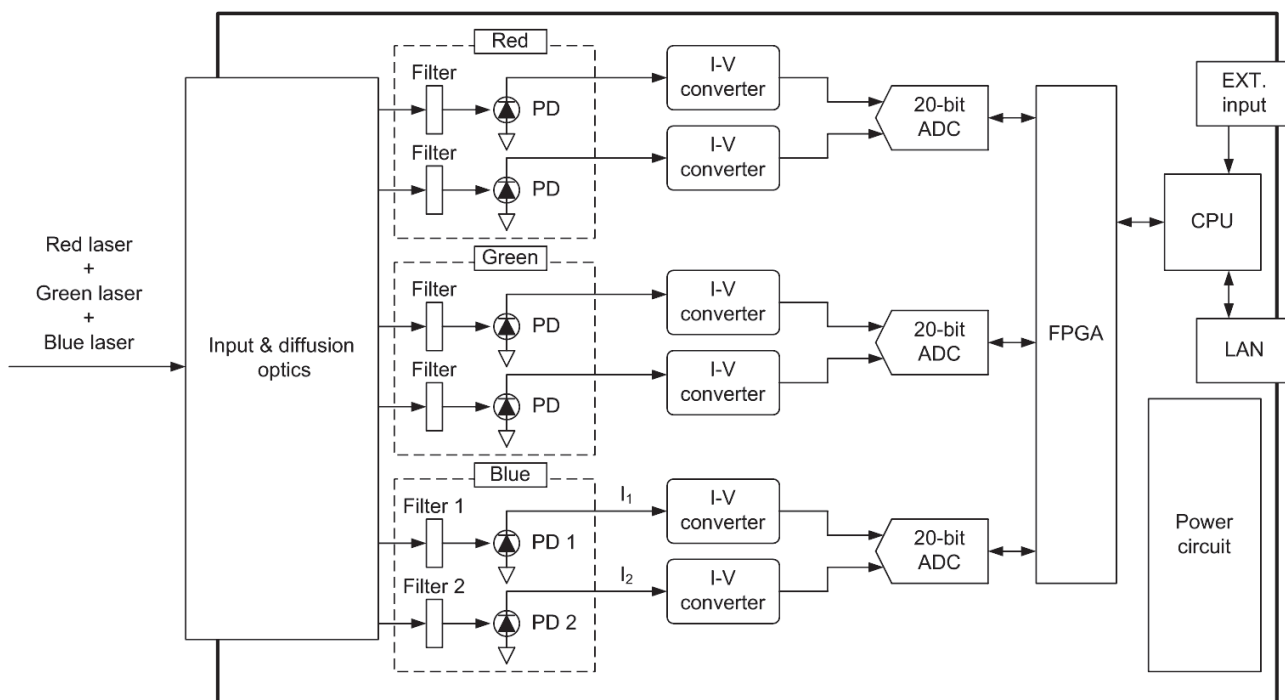 Red laser
+
Green laser
+
Blue laser
Input & diffusion
optics
Red
Filter
PD
Filter
PD
I-V
converter
I-V
converter
20-bit
ADC
Green
Filter
PD
Filter
PD
I-V
converter
I-V
converter
20-bit
ADC
Blue
Filter 1
PD 1
Filter 2
PD 2
I₁
I₂
I-V
converter
I-V
converter
20-bit
ADC
FPGA
EXT.
input
CPU
LAN
Power
circuit